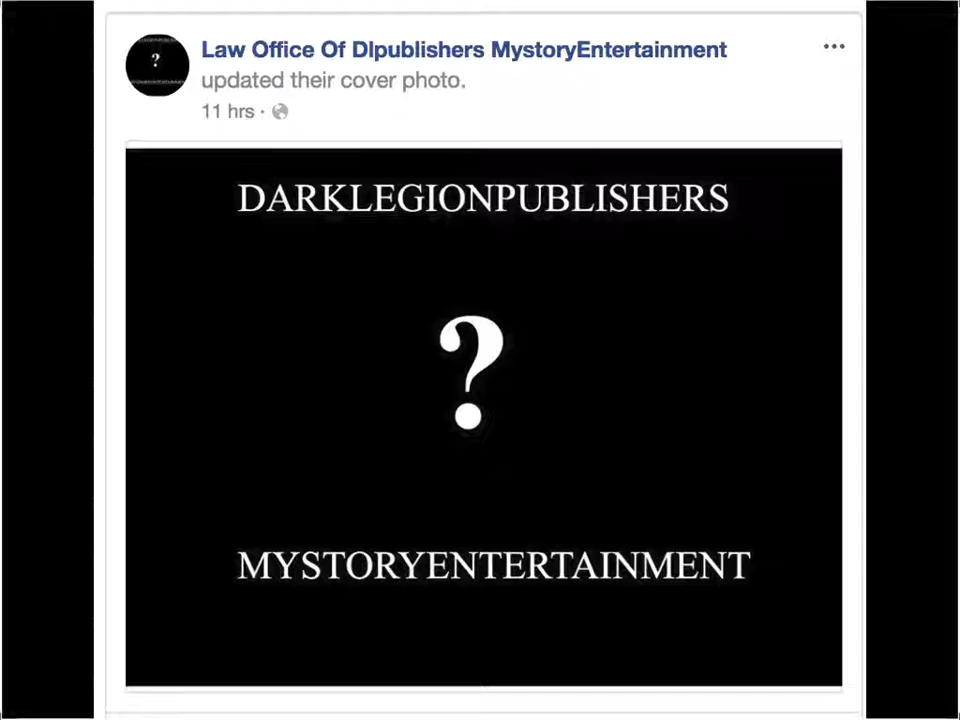 Law Office Of Dlpublishers MystoryEntertainment
updated their cover photo.
11 hrs ·
DARKLEGIONPUBLISHERS
?
MYSTORYENTERTAINMENT